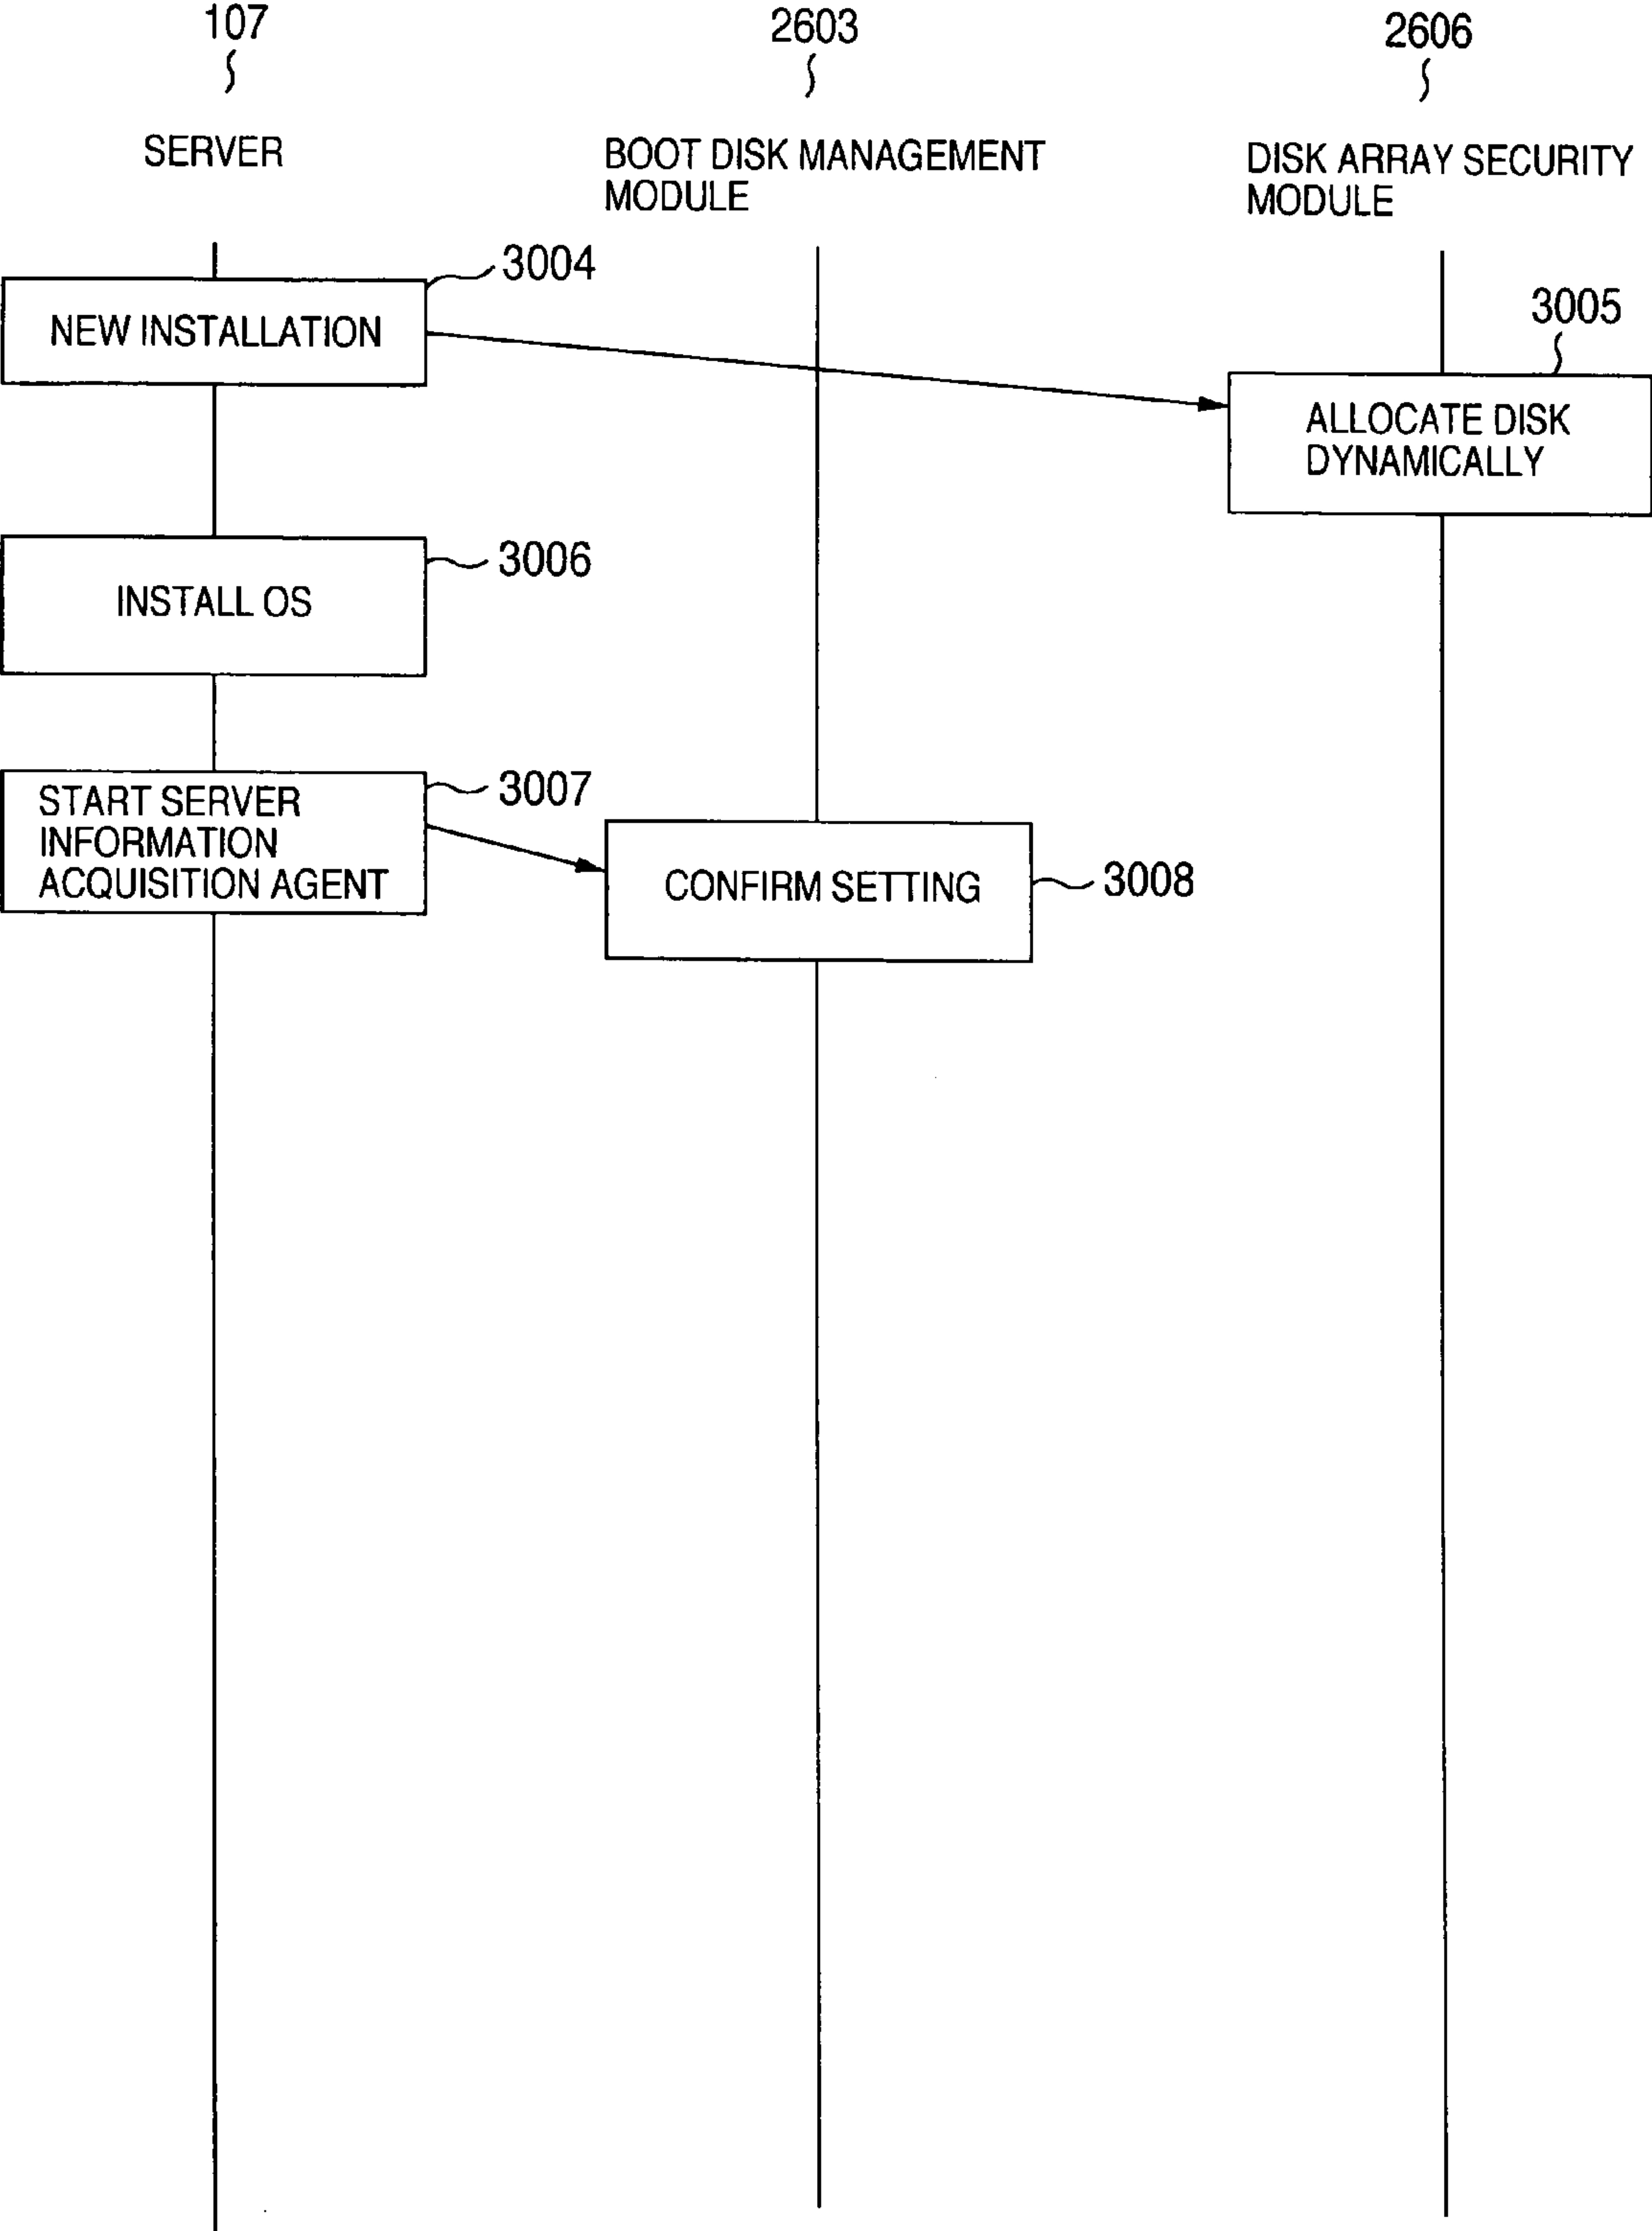 107
2603
2606
SERVER
BOOT DISK MANAGEMENT
MODULE
DISK ARRAY SECURITY
MODULE
3004
NEW INSTALLATION
3005
ALLOCATE DISK
DYNAMICALLY
3006
INSTALL OS
3007
START SERVER
INFORMATION
ACQUISITION AGENT
CONFIRM SETTING
3008